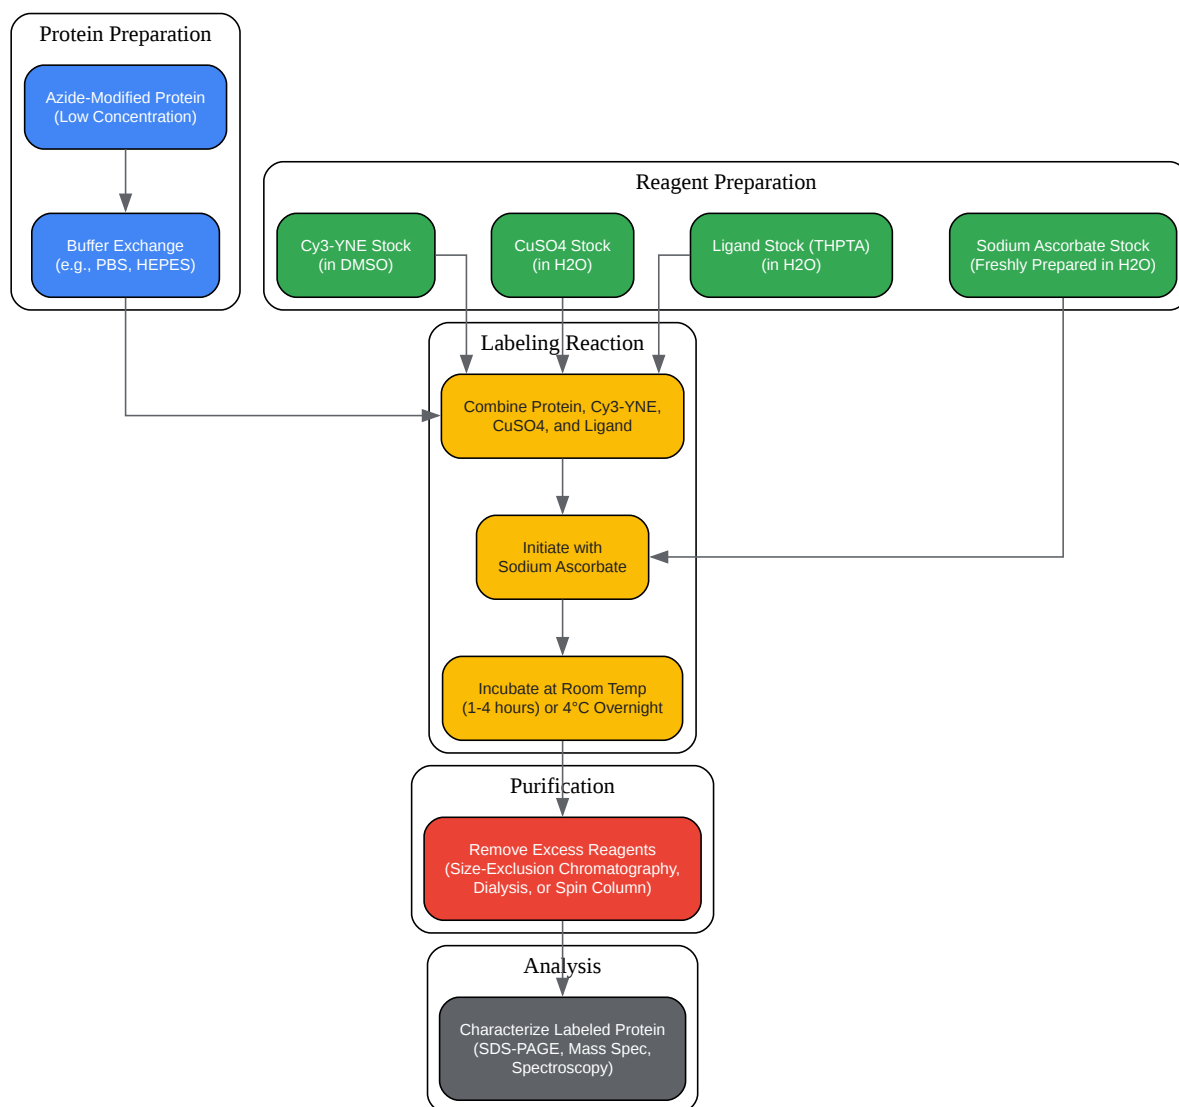 Protein Preparation
Azide-Modified Protein
(Low Concentration)
Buffer Exchange
(e.g., PBS, HEPES)
Reagent Preparation
Cy3-YNE Stock
(in DMSO)
CuSO4 Stock
(in H2O)
Ligand Stock (THPTA)
(in H2O)
Sodium Ascorbate Stock
(Freshly Prepared in H2O)
Labeling Reaction
Combine Protein, Cy3-YNE,
CuSO4, and Ligand
Initiate with
Sodium Ascorbate
Incubate at Room Temp
(1-4 hours) or 4°C Overnight
Purification
Remove Excess Reagents
(Size-Exclusion Chromatography,
Dialysis, or Spin Column)
Analysis
Characterize Labeled Protein
(SDS-PAGE, Mass Spec,
Spectroscopy)